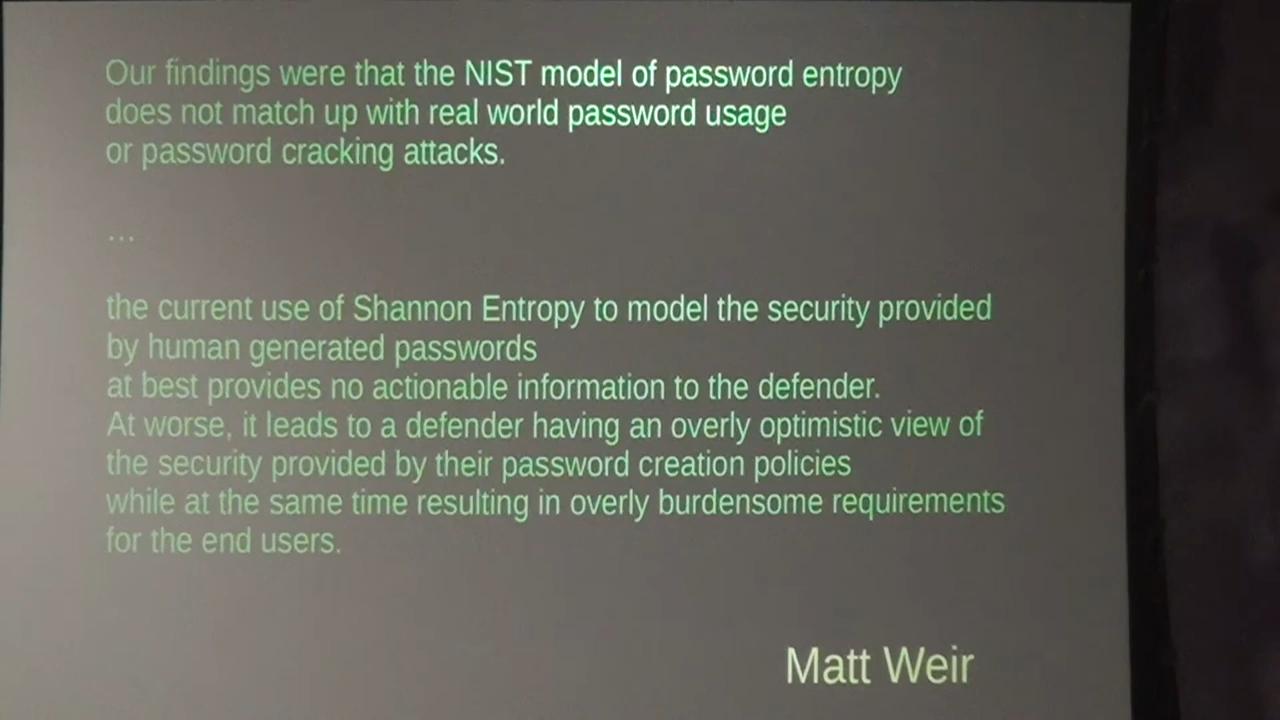 Our findings were that the NIST model of password entropy
does not match up with real world password usage
or password cracking attacks.
...
the current use of Shannon Entropy to model the security provided
by human generated passwords
at best provides no actionable information to the defender.
At worse, it leads to a defender having an overly optimistic view of
the security provided by their password creation policies
while at the same time resulting in overly burdensome requirements
for the end users.
Matt Weir